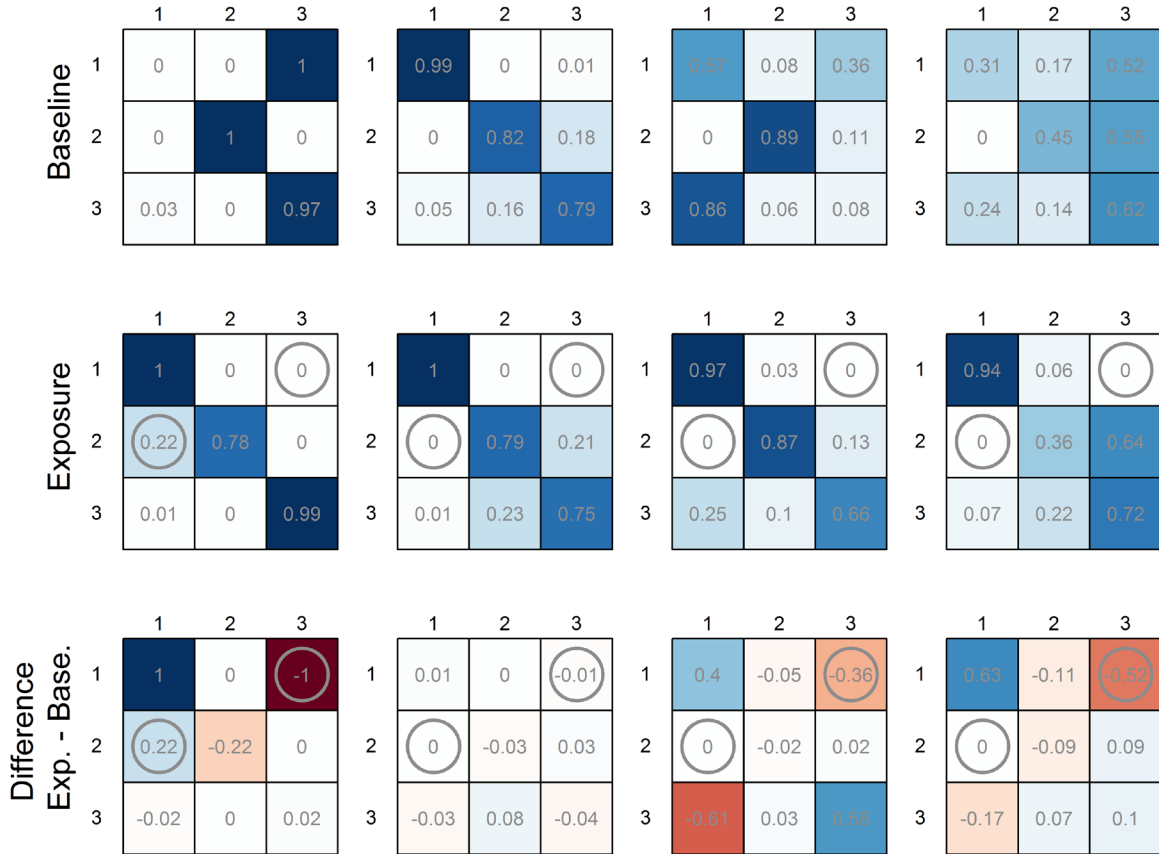 1 2 3 1 2 3 1 2 3 1 2 3
1 0 0 1 1 0.99 0 0.01 1 0.57 0.08 0.36 1 0.31 0.17 0.52
Baseline
2 0 1 0 2 0 0.82 0.18 2 0 0.89 0.11 2 0 0.45 0.55
3 0.03 0 0.97 3 0.05 0.16 0.79 3 0.86 0.06 0.08 3 0.24 0.14 0.62
1 2 3 1 2 3 1 2 3 1 2 3
1 1 0 0 1 1 0 0 1 0.97 0.03 0 1 0.94 0.06 0
Exposure
2 0.22 0.78 0 2 0 0.79 0.21 2 0 0.87 0.13 2 0 0.36 0.64
3 0.01 0 0.99 3 0.01 0.23 0.75 3 0.25 0.1 0.66 3 0.07 0.22 0.72
1 2 3 1 2 3 1 2 3 1 2 3
1 1 0 -1 1 0.01 0 -0.01 1 0.4 -0.05 -0.36 1 0.63 -0.11 -0.52
Difference
Exp. - Base.
2 0.22 -0.22 0 2 0 -0.03 0.03 2 0 -0.02 0.02 2 0 -0.09 0.09
3 -0.02 0 0.02 3 -0.03 0.08 -0.04 3 -0.61 0.03 0.58 3 -0.17 0.07 0.1